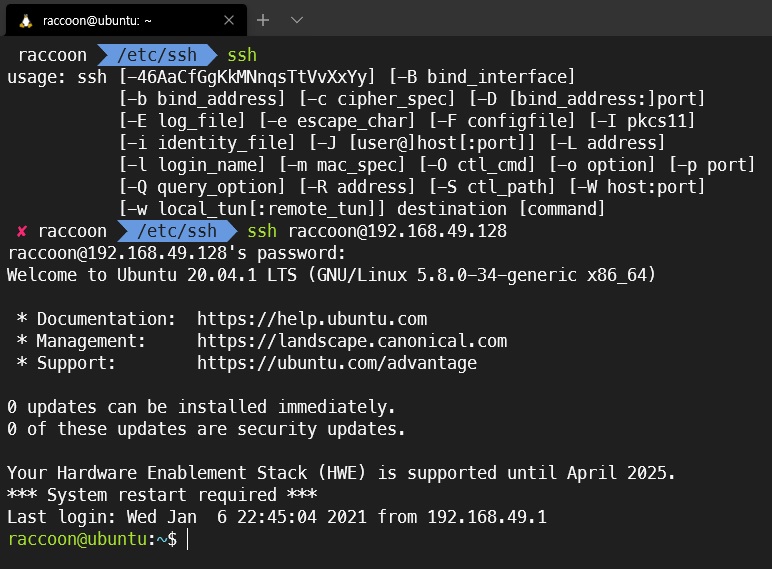 raccoon@ubuntu: ~
raccoon /etc/ssh ssh
usage: ssh [-46AaCfGgKkMNnqsTtVvXxYy] [-B bind_interface]
           [-b bind_address] [-c cipher_spec] [-D [bind_address:]port]
           [-E log_file] [-e escape_char] [-F configfile] [-I pkcs11]
           [-i identity_file] [-J [user@]host[:port]] [-L address]
           [-l login_name] [-m mac_spec] [-O ctl_cmd] [-o option] [-p port]
           [-Q query_option] [-R address] [-S ctl_path] [-W host:port]
           [-w local_tun[:remote_tun]] destination [command]
✘ raccoon /etc/ssh ssh raccoon@192.168.49.128
raccoon@192.168.49.128's password:
Welcome to Ubuntu 20.04.1 LTS (GNU/Linux 5.8.0-34-generic x86_64)

 * Documentation:  https://help.ubuntu.com
 * Management:     https://landscape.canonical.com
 * Support:        https://ubuntu.com/advantage

0 updates can be installed immediately.
0 of these updates are security updates.

Your Hardware Enablement Stack (HWE) is supported until April 2025.
*** System restart required ***
Last login: Wed Jan  6 22:45:04 2021 from 192.168.49.1
raccoon@ubuntu:~$